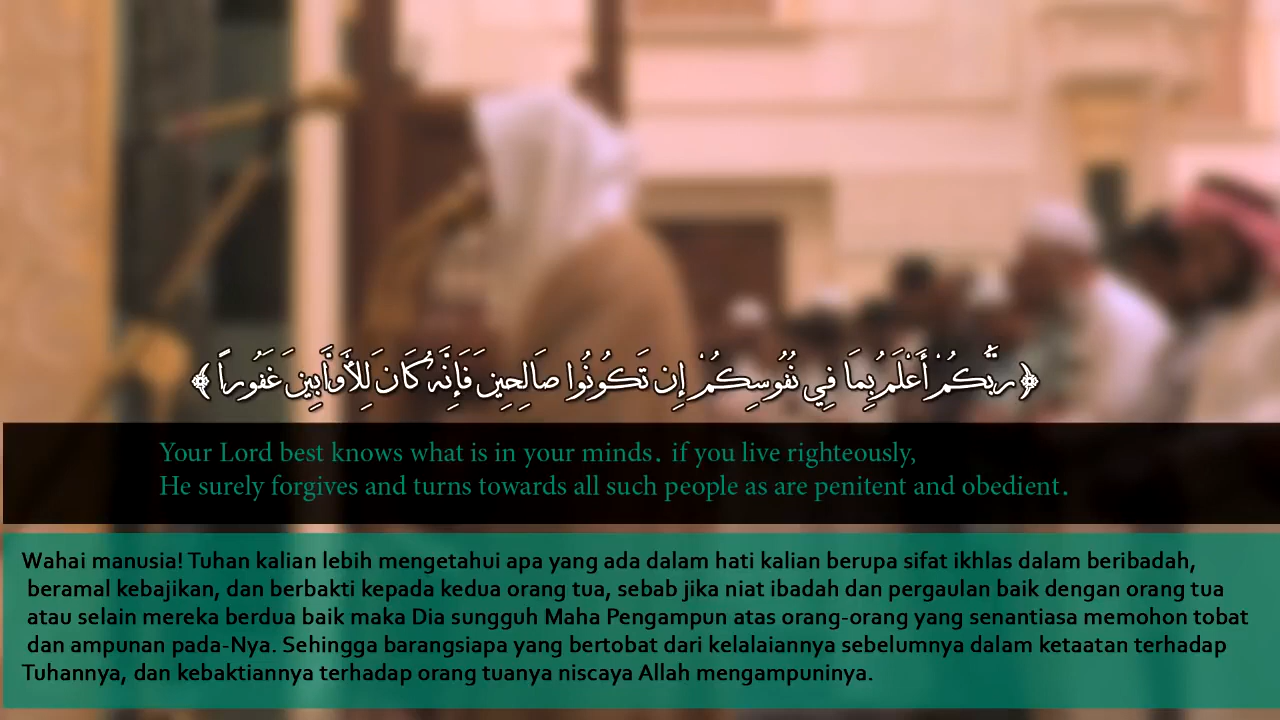 ﴿ رَبُّكُمْ أَعْلَمُ بِمَا فِي نُفُوسِكُمْ إِن تَكُونُوا صَالِحِينَ فَإِنَّهُ كَانَ لِلْأَوَّابِينَ غَفُوراً ﴾
Your Lord best knows what is in your minds. if you live righteously,
He surely forgives and turns towards all such people as are penitent and obedient.
Wahai manusia! Tuhan kalian lebih mengetahui apa yang ada dalam hati kalian berupa sifat ikhlas dalam beribadah,
beramal kebajikan, dan berbakti kepada kedua orang tua, sebab jika niat ibadah dan pergaulan baik dengan orang tua
atau selain mereka berdua baik maka Dia sungguh Maha Pengampun atas orang-orang yang senantiasa memohon tobat
dan ampunan pada-Nya. Sehingga barangsiapa yang bertobat dari kelalaiannya sebelumnya dalam ketaatan terhadap
Tuhannya, dan kebaktiannya terhadap orang tuanya niscaya Allah mengampuninya.